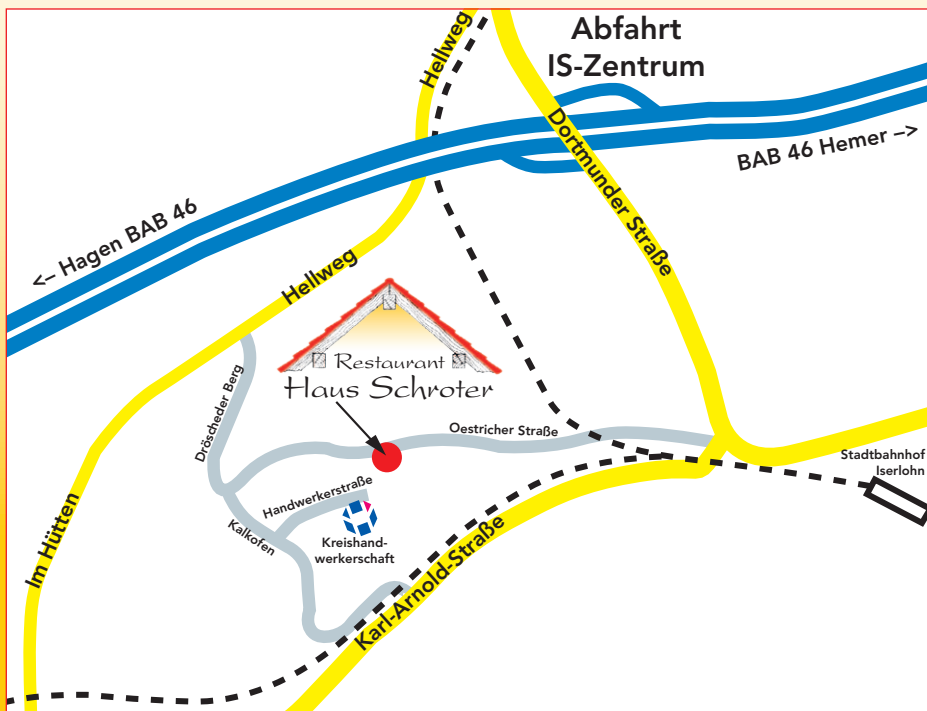 Abfahrt
IS-Zentrum
Hellweg
Dortmunder Straße
BAB 46 Hemer –>
<– Hagen BAB 46
Hellweg
Restaurant
Haus Schroter
Dröscheder Berg
Oestricher Straße
Stadtbahnhof
Iserlohn
Handwerkerstraße
Kalkofen
Kreishand-
werkerschaft
Im Hütten
Karl-Arnold-Straße